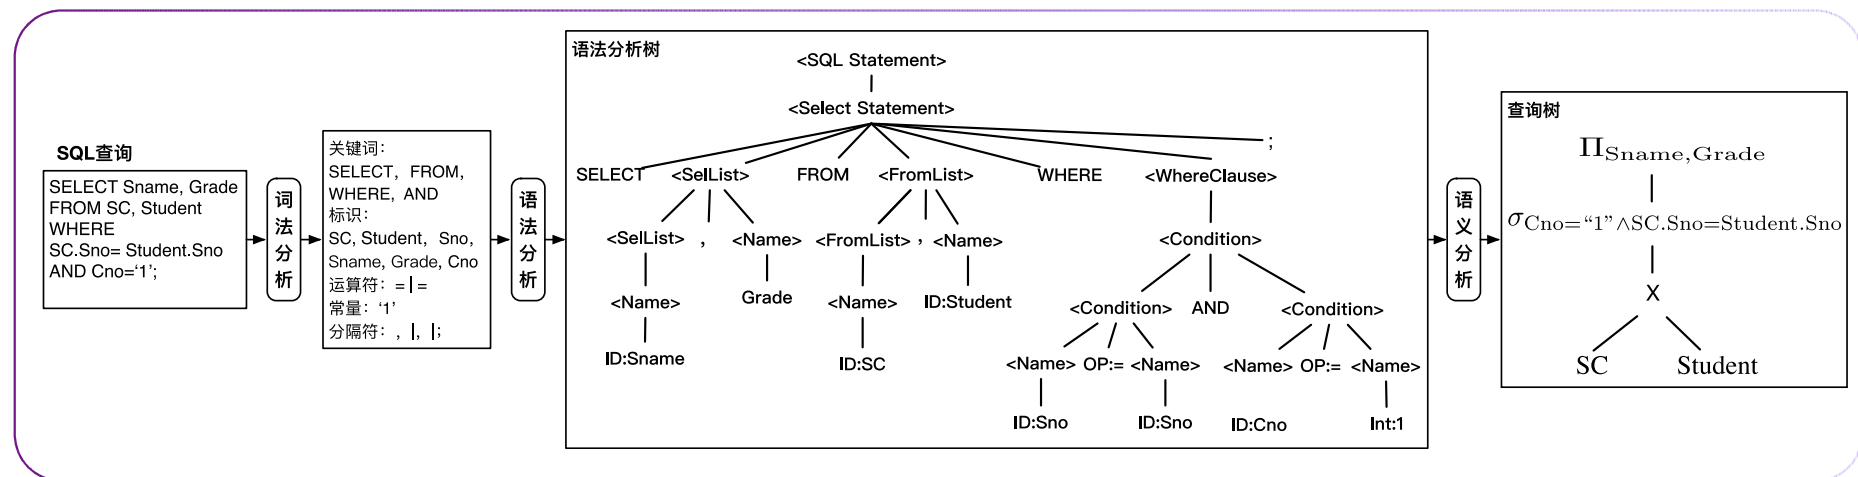 SQL查询
SELECT Sname, Grade
FROM SC, Student
WHERE
SC.Sno= Student.Sno
AND Cno=‘1’;
词法分析
关键词：
SELECT, FROM,
WHERE, AND
标识：
SC, Student, Sno,
Sname, Grade, Cno
运算符：= | =
常量：‘1’
分隔符：, |, |;
语法分析
语法分析树
<SQL Statement>
<Select Statement>
SELECT <SelList> FROM <FromList> WHERE <WhereClause> ;
<SelList> , <Name> <FromList> , <Name> <Condition>
<Name> Grade <Name> ID:Student <Condition> AND <Condition>
ID:Sname ID:SC <Name> OP:= <Name> <Name> OP:= <Name>
ID:Sno ID:Sno ID:Cno Int:1
语义分析
查询树
Π Sname,Grade
σ Cno=“1”∧SC.Sno=Student.Sno
X
SC Student